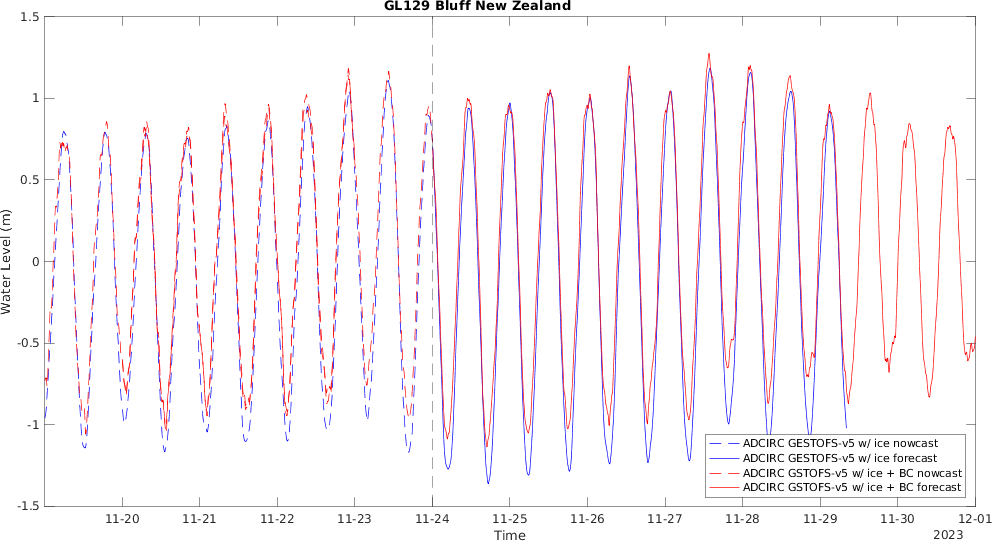 GL129 Bluff New Zealand
1.5
1
0.5
0
-0.5
-1
-1.5
Water Level (m)
11-20 11-21 11-22 11-23 11-24 11-25 11-26 11-27 11-28 11-29 11-30 12-01
Time
2023
ADCIRC GESTOFS-v5 w/ ice nowcast
ADCIRC GESTOFS-v5 w/ ice forecast
ADCIRC GSTOFS-v5 w/ ice + BC nowcast
ADCIRC GSTOFS-v5 w/ ice + BC forecast